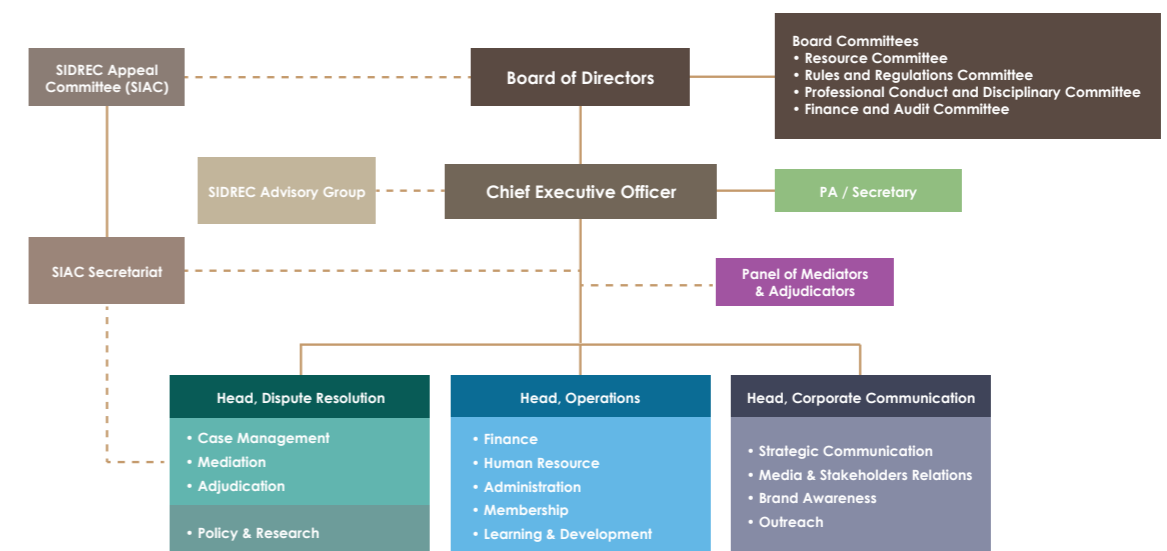 SIDREC Appeal
Committee (SIAC)
Board of Directors
Board Committees
• Resource Committee
• Rules and Regulations Committee
• Professional Conduct and Disciplinary Committee
• Finance and Audit Committee
SIDREC Advisory Group
Chief Executive Officer
PA / Secretary
SIAC Secretariat
Panel of Mediators
& Adjudicators
Head, Dispute Resolution
• Case Management
• Mediation
• Adjudication
• Policy & Research
Head, Operations
• Finance
• Human Resource
• Administration
• Membership
• Learning & Development
Head, Corporate Communication
• Strategic Communication
• Media & Stakeholders Relations
• Brand Awareness
• Outreach